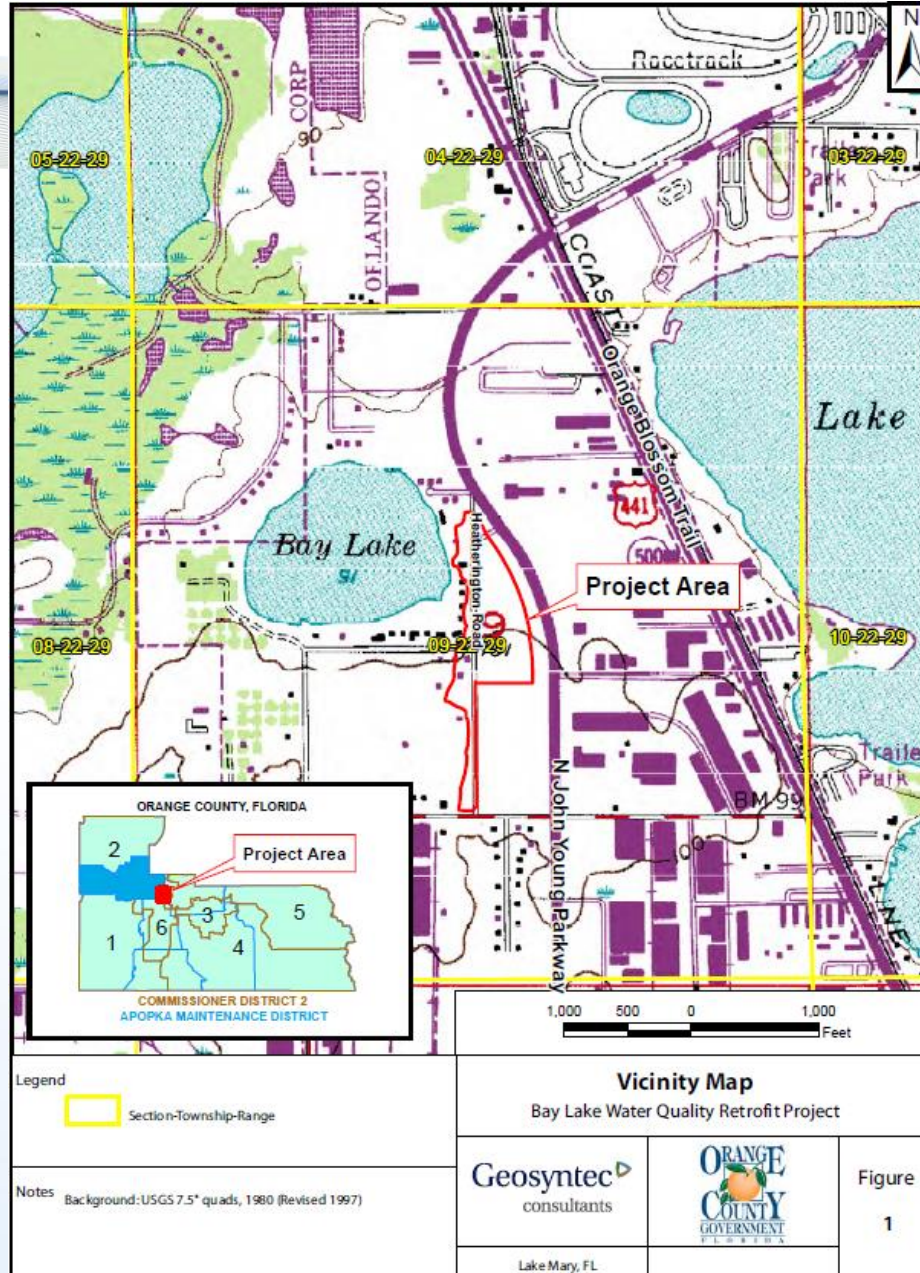 N
Racetrack
CORP
90
05-22-29
04-22-29
03-22-29
Trailer
Park
ORLANDO
COAST
Orange Blossom Trail
Lake
441
500
Bay Lake
91
Heatherington Road
Project Area
9
08-22-29
10-22-29
Trailer
Park
BM 99
100
N John Young Parkway
LINE
ORANGE COUNTY, FLORIDA
2
Project Area
1
6
3
4
5
COMMISSIONER DISTRICT 2
APOPKA MAINTENANCE DISTRICT
1,000 500 0 1,000
Feet
Legend
Section-Township-Range
Notes
Background: USGS 7.5" quads, 1980 (Revised 1997)
Vicinity Map
Bay Lake Water Quality Retrofit Project
Geosyntec
consultants
Lake Mary, FL
ORANGE
COUNTY
GOVERNMENT
FLORIDA
Figure
1